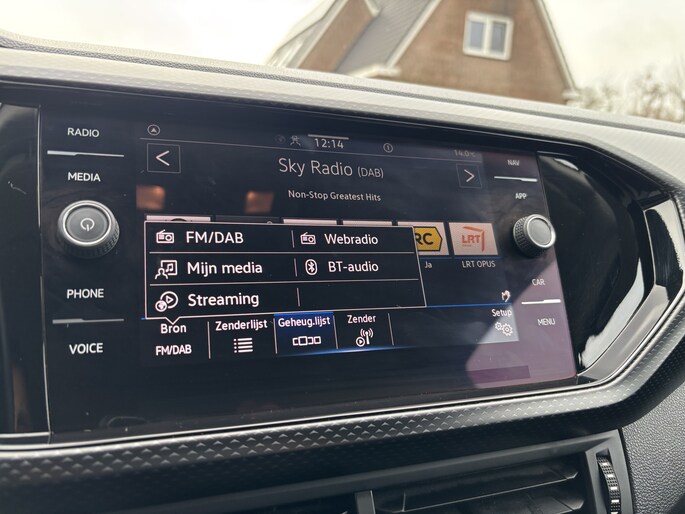 RADIO
MEDIA
PHONE
VOICE
NAV
APP
CAR
MENU
12:14
14.0°C
Sky Radio (DAB)
Non-Stop Greatest Hits
FM/DAB
Webradio
Mijn media
BT-audio
Streaming
RC
Ja
LRT
LRT OPUS
Bron
FM/DAB
Zenderlijst
Geheug.lijst
Zender
Setup